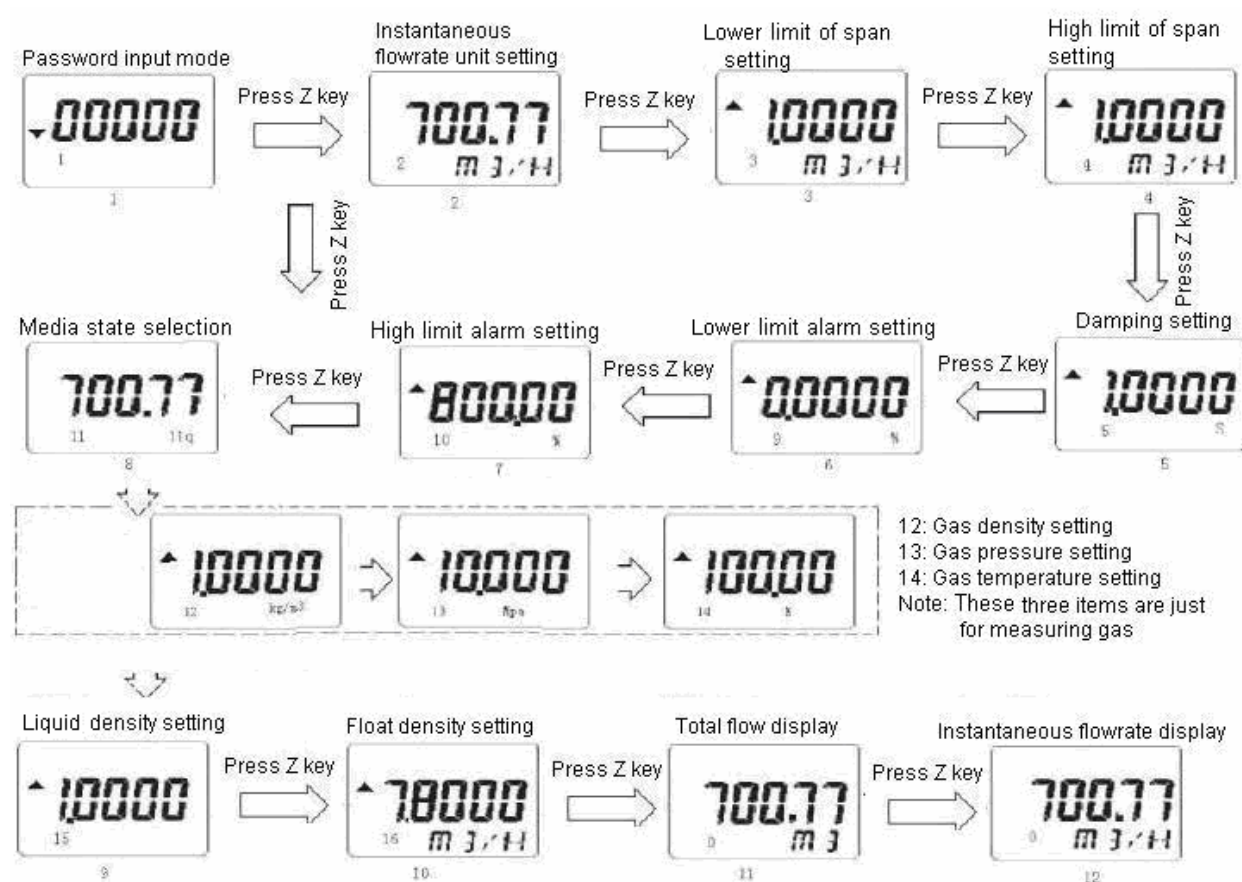 Password input mode
00000
1
1
Press Z key
Instantaneous
flowrate unit setting
700.77
2
m3/H
2
Press Z key
Lower limit of span
setting
1.0000
3
m3/H
3
Press Z key
High limit of span
setting
1.0000
4
m3/H
4
Press Z key
Press Z key
Media state selection
700.77
11
liq
8
Press Z key
High limit alarm setting
800.00
10
%
7
Press Z key
Lower limit alarm setting
0.0000
9
%
6
Press Z key
Damping setting
1.0000
5
S
5
1.0000
12
kg/m3
10.000
13
Mpa
100.00
14
12: Gas density setting
13: Gas pressure setting
14: Gas temperature setting
Note: These three items are just
for measuring gas
Liquid density setting
1.0000
15
9
Press Z key
Float density setting
7.8000
16
m3/H
10
Press Z key
Total flow display
700.77
0
m3
11
Press Z key
Instantaneous flowrate display
700.77
0
m3/H
12